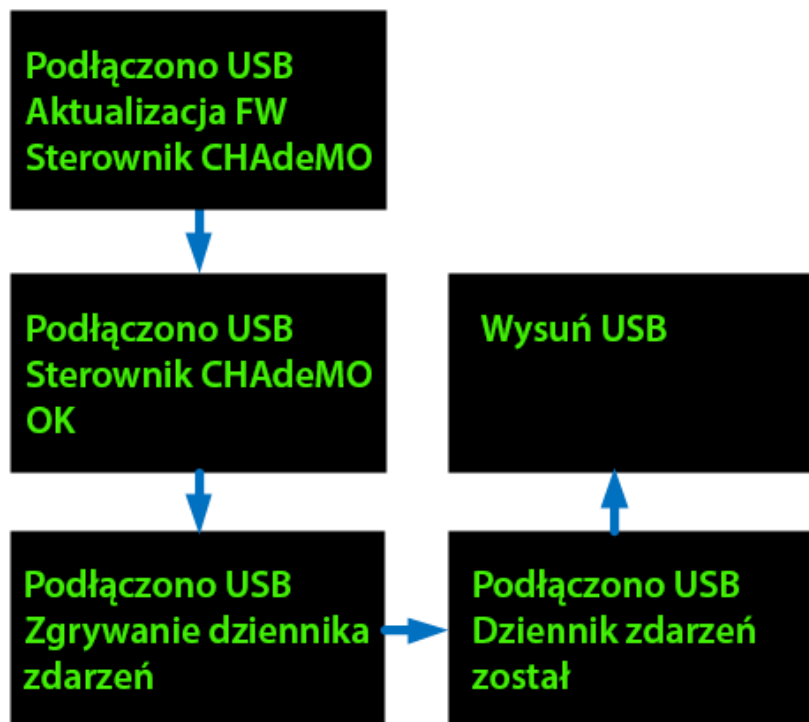 Podłączono USB
Aktualizacja FW
Sterownik CHAdeMO
Podłączono USB
Sterownik CHAdeMO
OK
Podłączono USB
Zgrywanie dziennika
zdarzeń
Podłączono USB
Dziennik zdarzeń
został
Wysuń USB